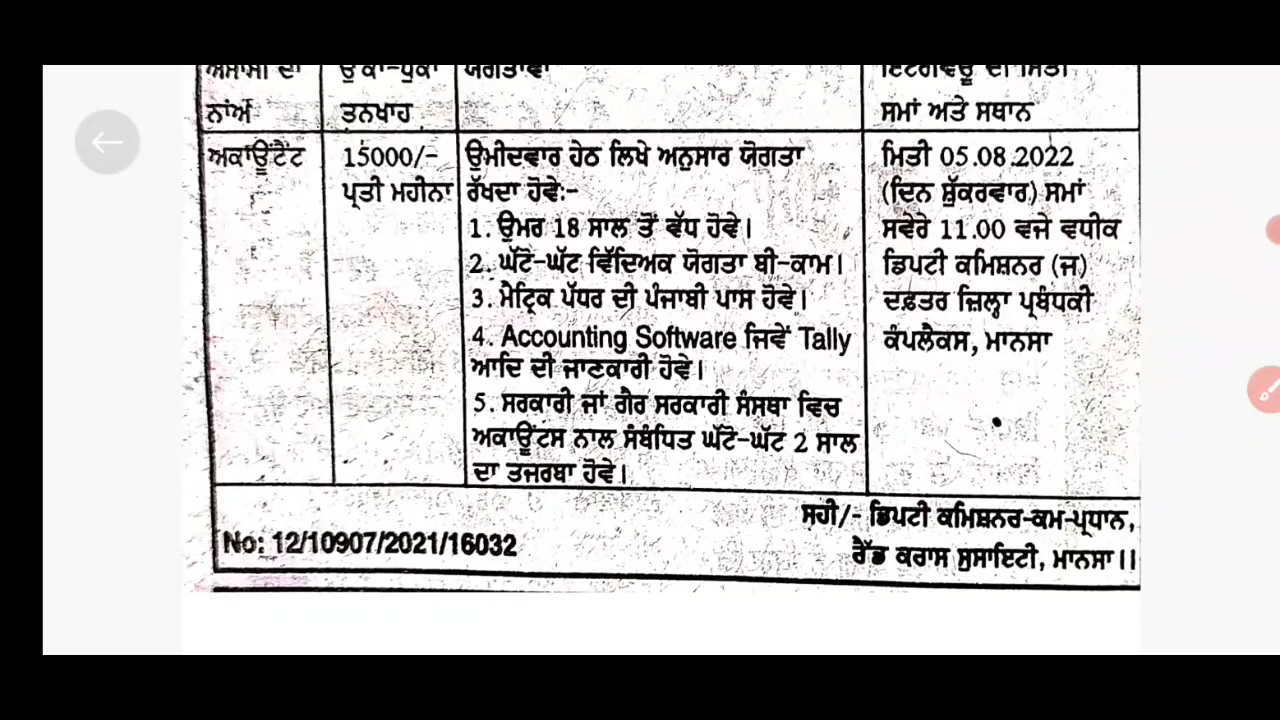 ਅਸਾਮੀ ਦਾ ਉੱਕਾ-ਪੁੱਕਾ ਯੋਗਤਾਵਾਂ ਇੰਟਰਵਿਊ ਦੀ ਮਿਤੀ
ਨਾਂਅ ਤਨਖਾਹ ਸਮਾਂ ਅਤੇ ਸਥਾਨ
ਅਕਾਊਂਟੈਂਟ
15000/-
ਪ੍ਰਤੀ ਮਹੀਨਾ
ਉਮੀਦਵਾਰ ਹੇਠ ਲਿਖੇ ਅਨੁਸਾਰ ਯੋਗਤਾ
ਰੱਖਦਾ ਹੋਵੇ:-
1. ਉਮਰ 18 ਸਾਲ ਤੋਂ ਵੱਧ ਹੋਵੇ।
2. ਘੱਟੋ-ਘੱਟ ਵਿੱਦਿਅਕ ਯੋਗਤਾ ਬੀ-ਕਾਮ।
3. ਮੈਟ੍ਰਿਕ ਪੱਧਰ ਦੀ ਪੰਜਾਬੀ ਪਾਸ ਹੋਵੇ।
4. Accounting Software ਜਿਵੇਂ Tally
ਆਦਿ ਦੀ ਜਾਣਕਾਰੀ ਹੋਵੇ।
5. ਸਰਕਾਰੀ ਜਾਂ ਗੈਰ ਸਰਕਾਰੀ ਸੰਸਥਾ ਵਿਚ
ਅਕਾਊਂਟਸ ਨਾਲ ਸੰਬੰਧਿਤ ਘੱਟੋ-ਘੱਟ 2 ਸਾਲ
ਦਾ ਤਜਰਬਾ ਹੋਵੇ।
ਮਿਤੀ 05.08.2022
(ਦਿਨ ਸ਼ੁੱਕਰਵਾਰ) ਸਮਾਂ
ਸਵੇਰੇ 11.00 ਵਜੇ ਵਧੀਕ
ਡਿਪਟੀ ਕਮਿਸ਼ਨਰ (ਜ)
ਦਫ਼ਤਰ ਜ਼ਿਲ੍ਹਾ ਪ੍ਰਬੰਧਕੀ
ਕੰਪਲੈਕਸ, ਮਾਨਸਾ
ਸਹੀ/- ਡਿਪਟੀ ਕਮਿਸ਼ਨਰ-ਕਮ-ਪ੍ਰਧਾਨ,
No: 12/10907/2021/16032 ਰੈੱਡ ਕਰਾਸ ਸੁਸਾਇਟੀ, ਮਾਨਸਾ।।